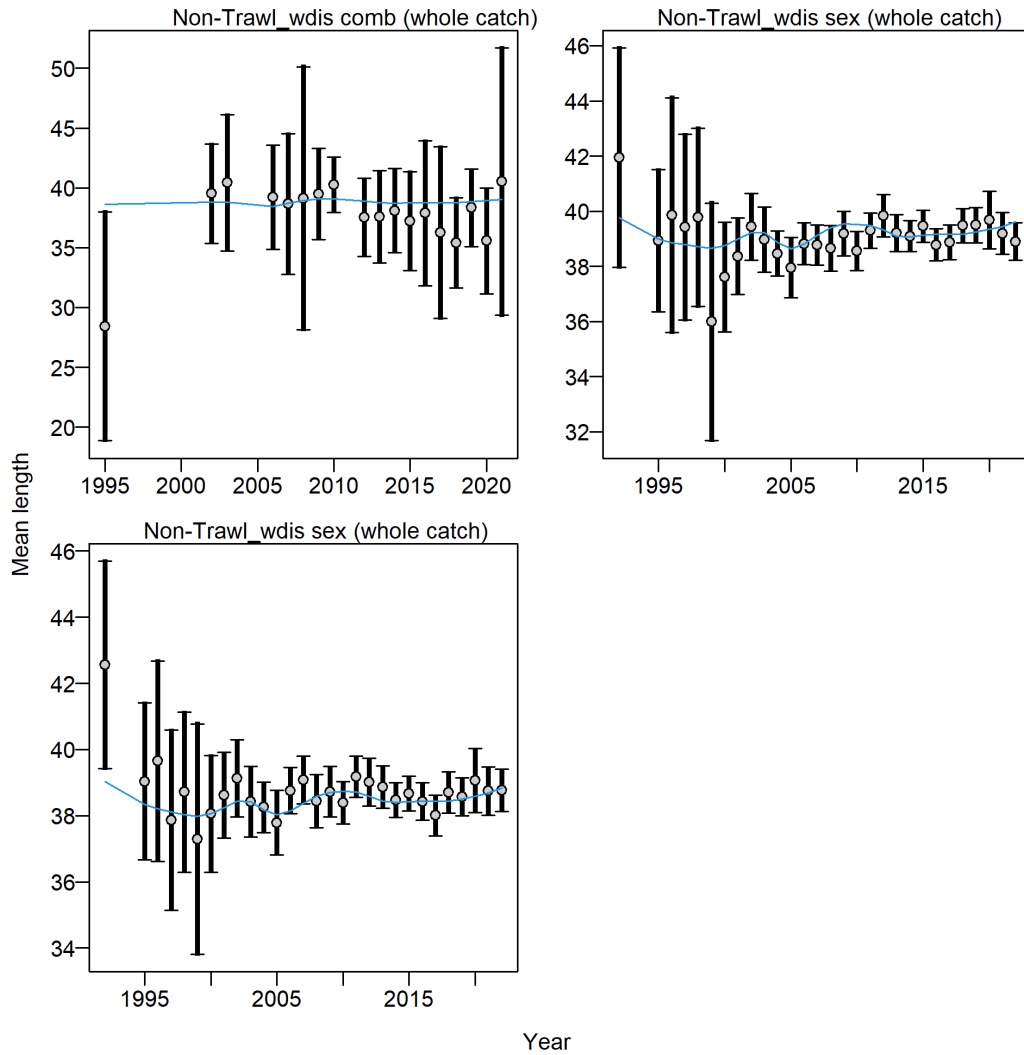 Non-Trawl_wdis comb (whole catch)
50
45
40
35
30
25
20
1995 2000 2005 2010 2015 2020
Non-Trawl_wdis sex (whole catch)
46
44
42
40
38
36
34
32
1995 2005 2015
Non-Trawl_wdis sex (whole catch)
46
44
42
40
38
36
34
1995 2005 2015
Mean length
Year